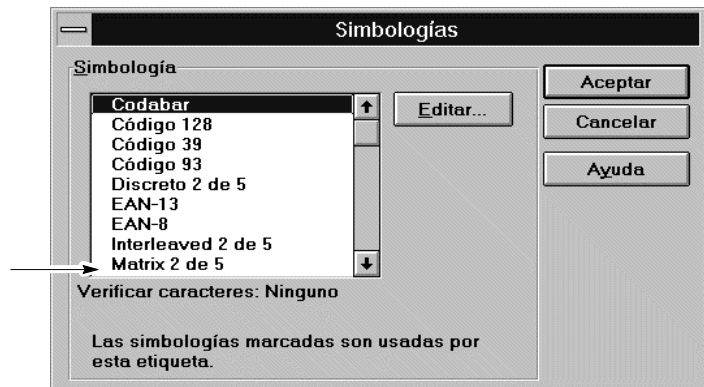 Simbologías
Simbología
Codabar
Código 128
Código 39
Código 93
Discreto 2 de 5
EAN-13
EAN-8
Interleaved 2 de 5
Matrix 2 de 5
Editar...
Aceptar
Cancelar
Ayuda
Verificar caracteres: Ninguno
Las simbologías marcadas son usadas por
esta etiqueta.